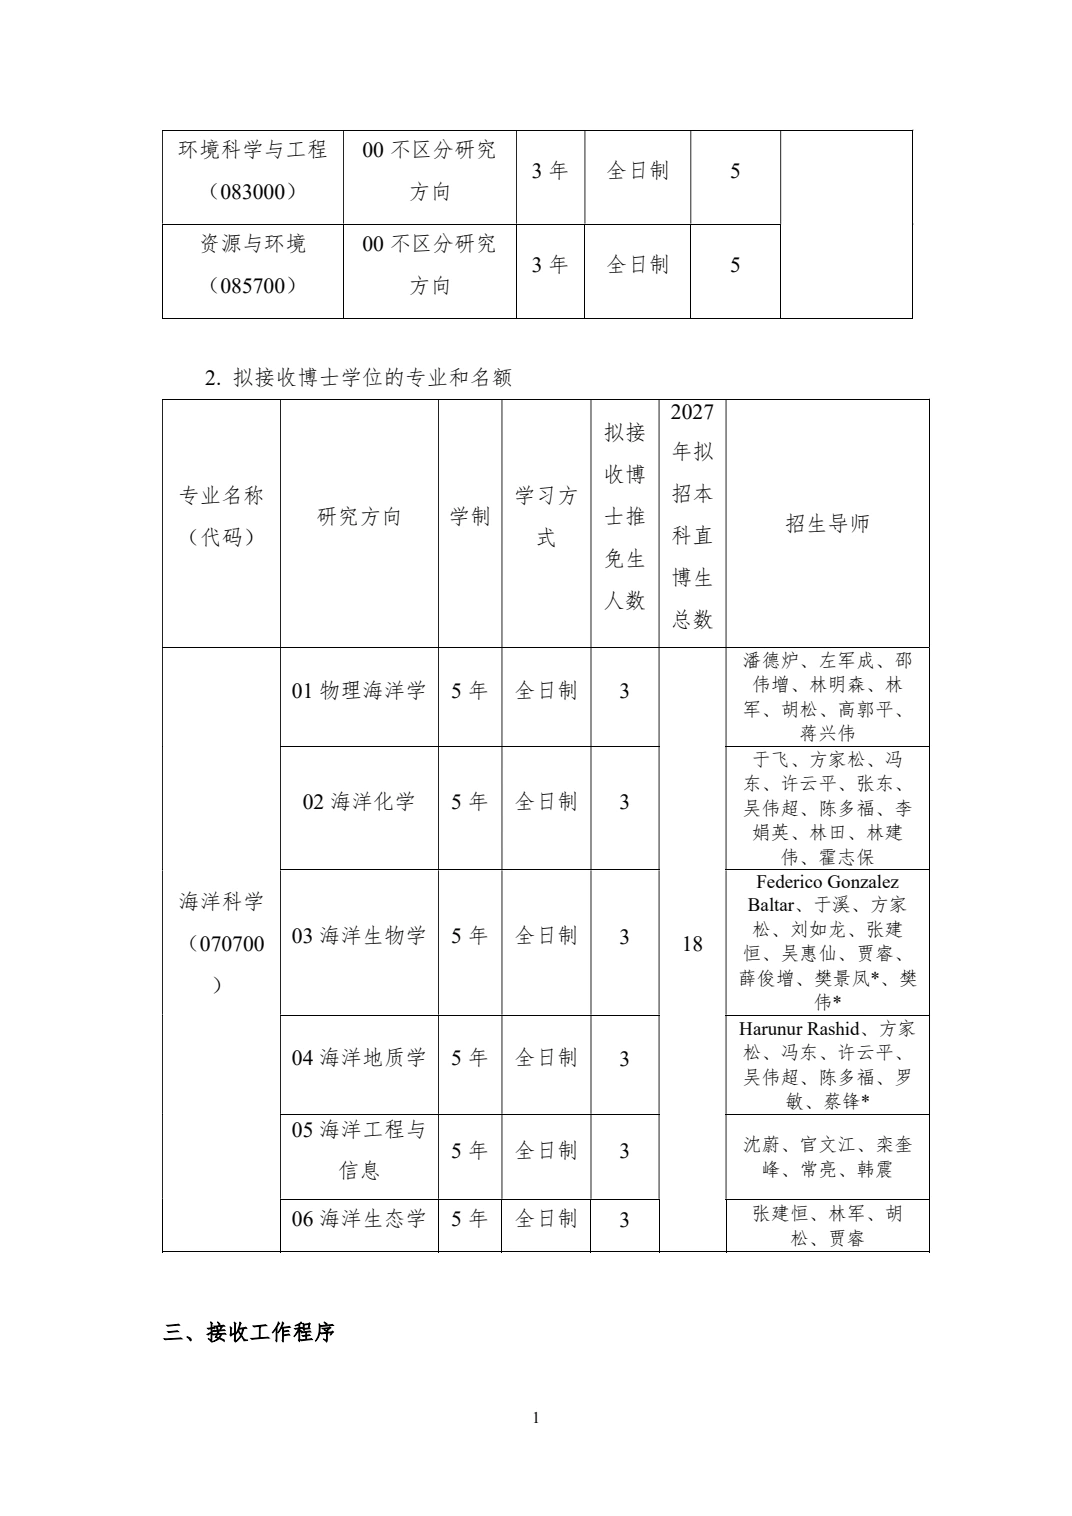 环境科学与工程
（083000）
00 不区分研究
方向
3 年
全日制
5
资源与环境
（085700）
00 不区分研究
方向
3 年
全日制
5
2. 拟接收博士学位的专业和名额
专业名称
（代码）
研究方向
学制
学习方
式
拟接
收博
士推
免生
人数
2027
年拟
招本
科直
博生
总数
招生导师
海洋科学
（070700
）
01 物理海洋学
5 年
全日制
3
18
潘德炉、左军成、邵
伟增、林明森、林
军、胡松、高郭平、
蒋兴伟
02 海洋化学
5 年
全日制
3
于飞、方家松、冯
东、许云平、张东、
吴伟超、陈多福、李
娟英、林田、林建
伟、霍志保
03 海洋生物学
5 年
全日制
3
Federico Gonzalez
Baltar、于溪、方家
松、刘如龙、张建
恒、吴惠仙、贾睿、
薛俊增、樊景凤*、樊
伟*
04 海洋地质学
5 年
全日制
3
Harunur Rashid、方家
松、冯东、许云平、
吴伟超、陈多福、罗
敏、蔡锋*
05 海洋工程与
信息
5 年
全日制
3
沈蔚、官文江、栾奎
峰、常亮、韩震
06 海洋生态学
5 年
全日制
3
张建恒、林军、胡
松、贾睿
三、接收工作程序
1